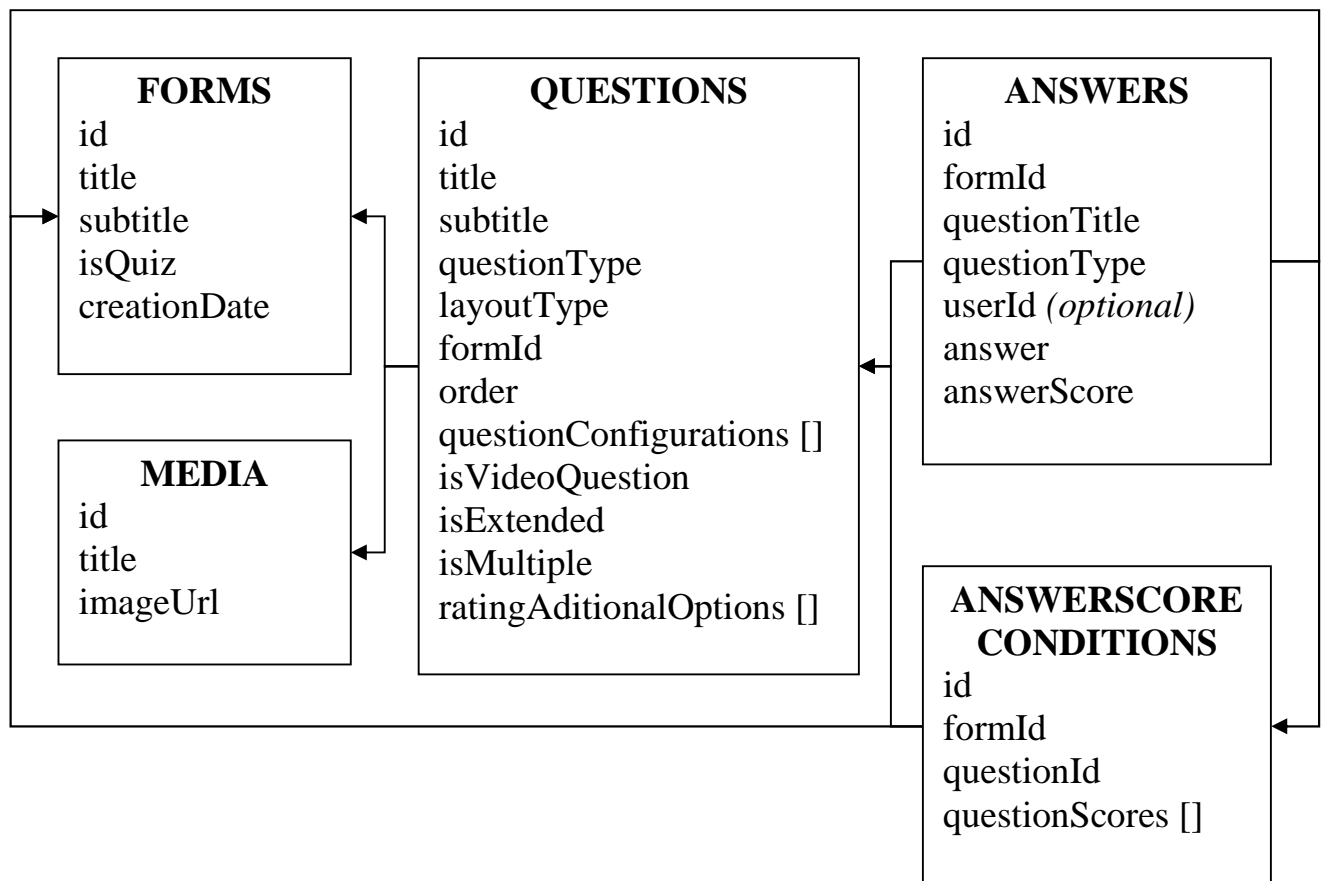 FORMS
id
title
subtitle
isQuiz
creationDate
MEDIA
id
title
imageUrl
QUESTIONS
id
title
subtitle
questionType
layoutType
formId
order
questionConfigurations []
isVideoQuestion
isExtended
isMultiple
ratingAditionalOptions []
ANSWERS
id
formId
questionTitle
questionType
userId (optional)
answer
answerScore
ANSWERSCORE
CONDITIONS
id
formId
questionId
questionScores []